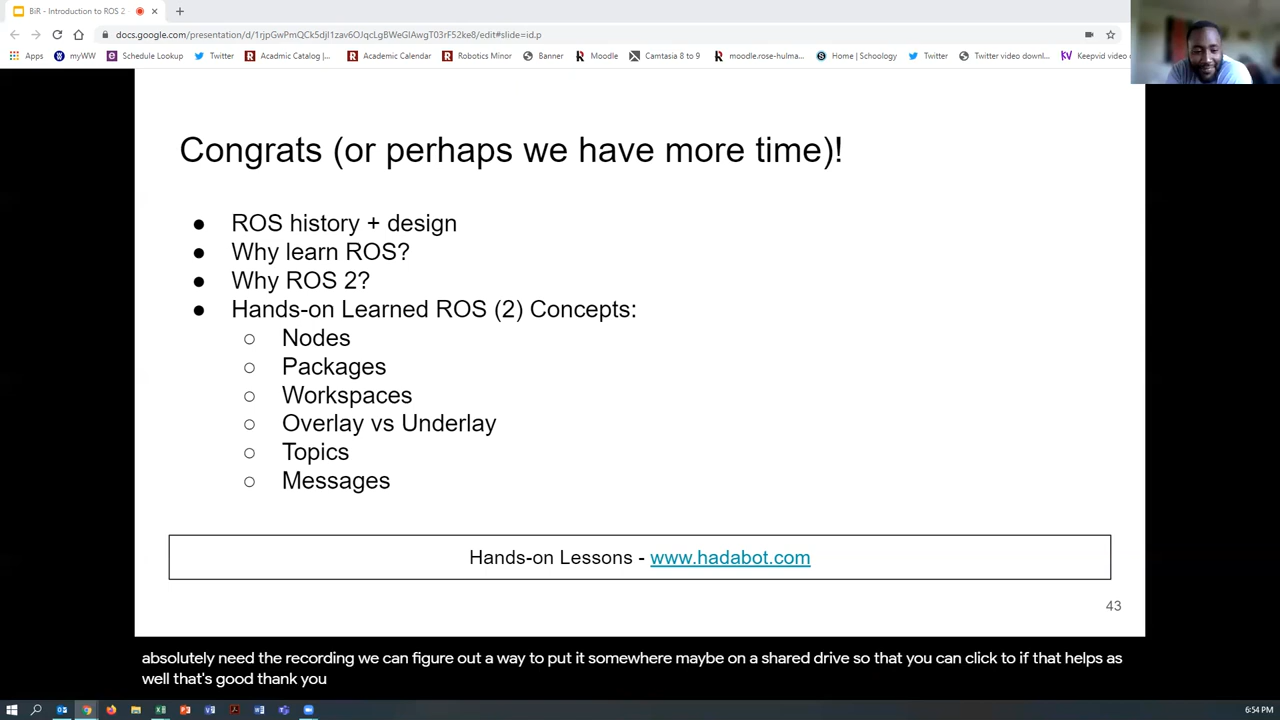 BiR - Introduction to ROS 2
docs.google.com/presentation/d/1rjpGwPmQCk5djl1zav6OJqcLgBWeGIAwgT03rF52ke8/edit#slide=id.p
Apps myWW Schedule Lookup Twitter Acadmic Catalog |... Academic Calendar Robotics Minor Banner Moodle Camtasia 8 to 9 moodle.rose-hulma... Home | Schoology Twitter Twitter video downl... Keepvid video downl
Congrats (or perhaps we have more time)!
● ROS history + design
● Why learn ROS?
● Why ROS 2?
● Hands-on Learned ROS (2) Concepts:
○ Nodes
○ Packages
○ Workspaces
○ Overlay vs Underlay
○ Topics
○ Messages
Hands-on Lessons - www.hadabot.com
43
absolutely need the recording we can figure out a way to put it somewhere maybe on a shared drive so that you can click to if that helps as
well that's good thank you
6:54 PM